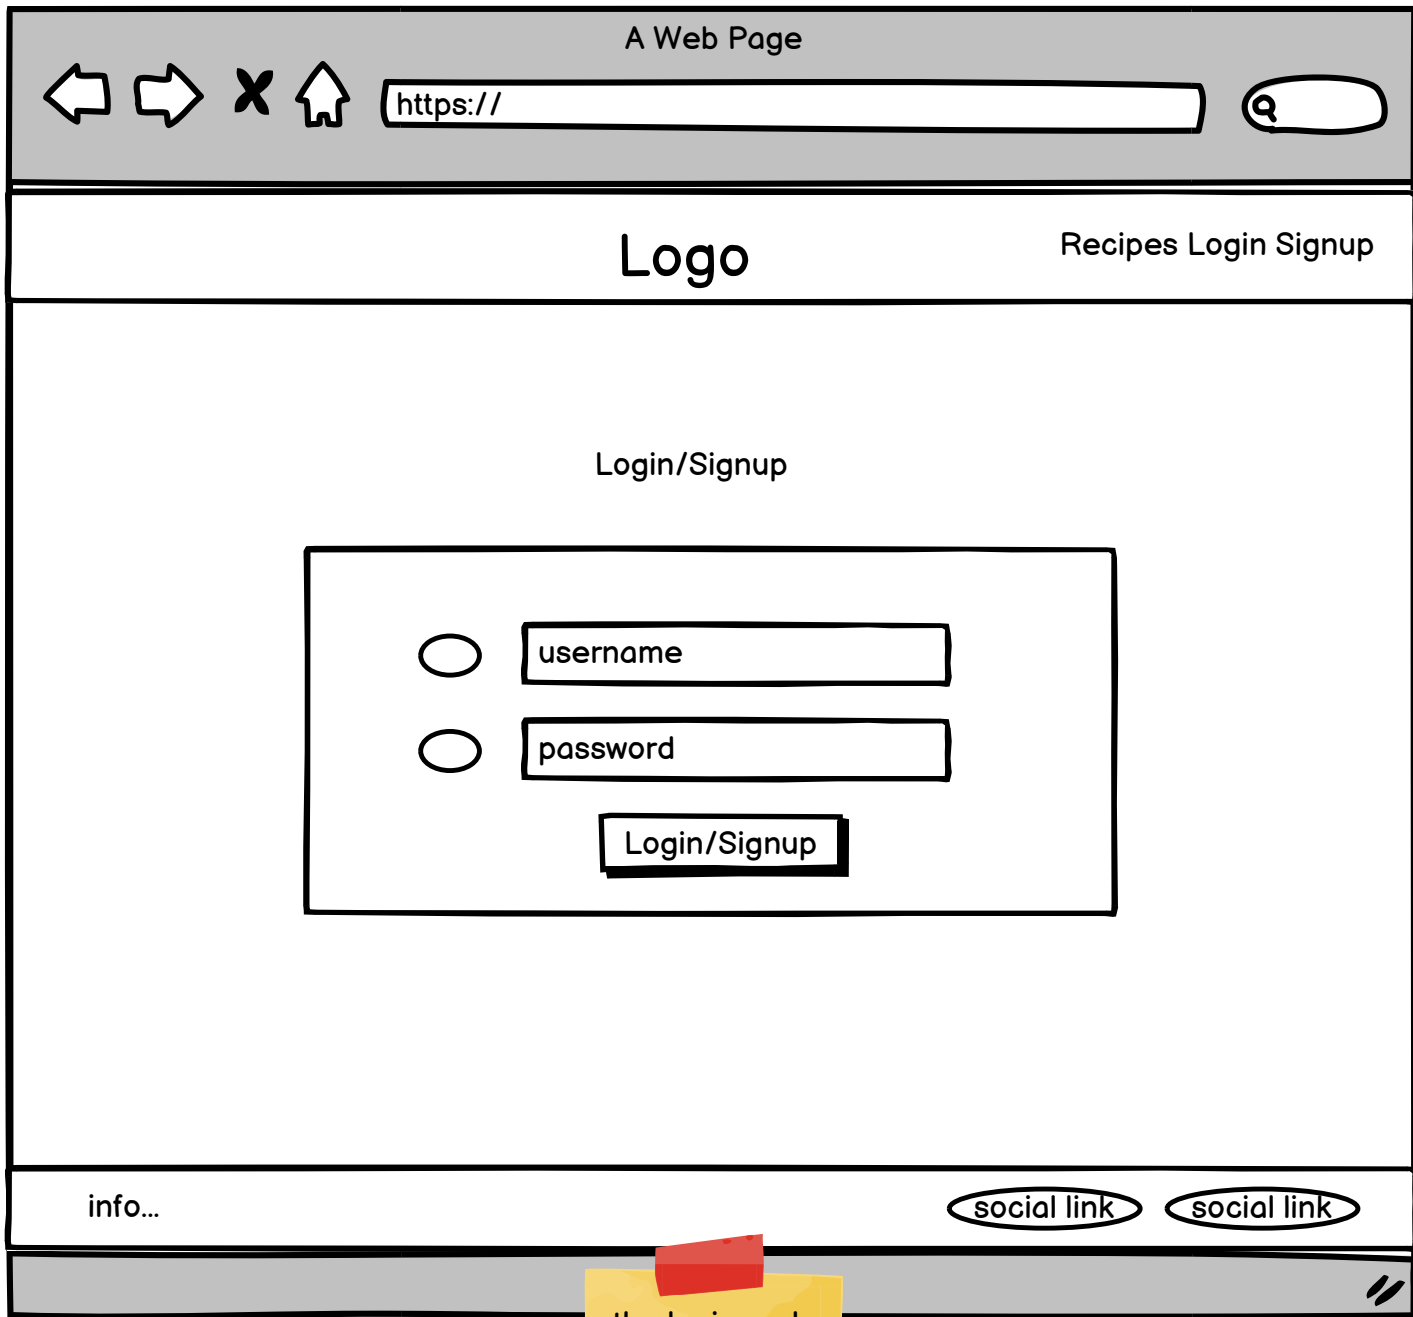 A Web Page
https://
Logo
Recipes Login Signup
Login/Signup
username
password
Login/Signup
info...
social link social link